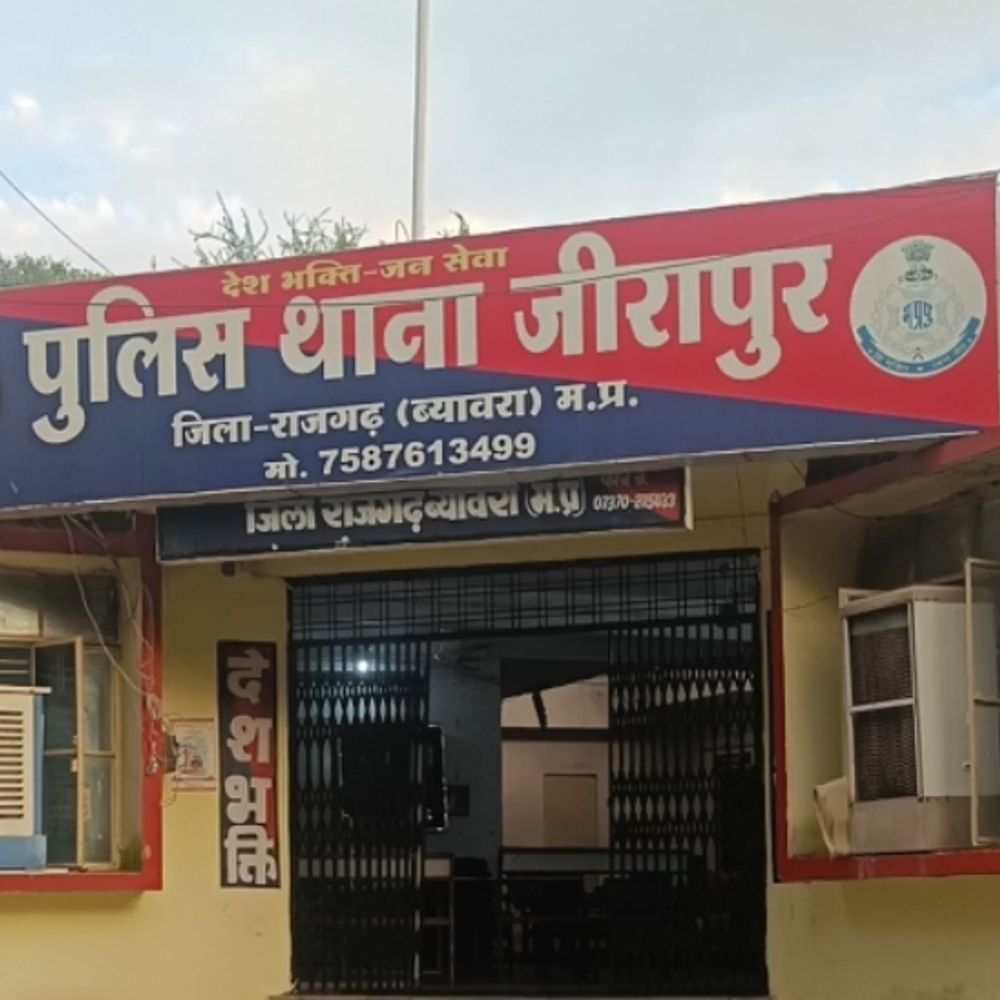 देश भक्ति-जन सेवा
पुलिस थाना जीरापुर
जिला-राजगढ़ (ब्यावरा) म.प्र.
मो. 7587613499
जिला राजगढ़ ब्यावरा (म.प्र)
देशभक्ति